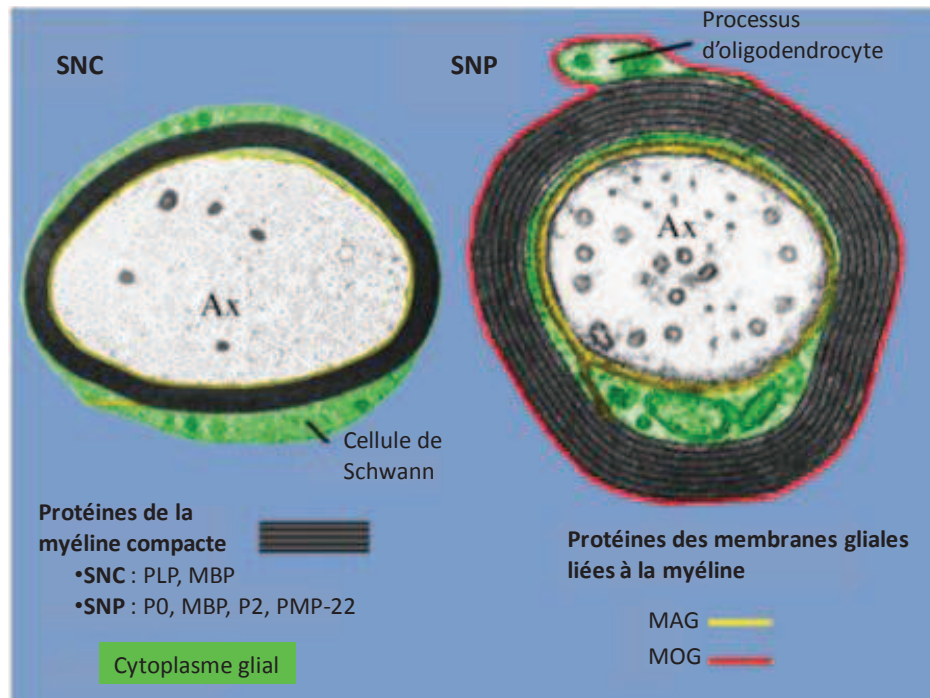 SNC
SNP
Processus
d'oligodendrocyte
Ax
Ax
Cellule de
Schwann
Protéines de la
myéline compacte
•SNC : PLP, MBP
•SNP : P0, MBP, P2, PMP-22
Cytoplasme glial
Protéines des membranes gliales
liées à la myéline
MAG
MOG